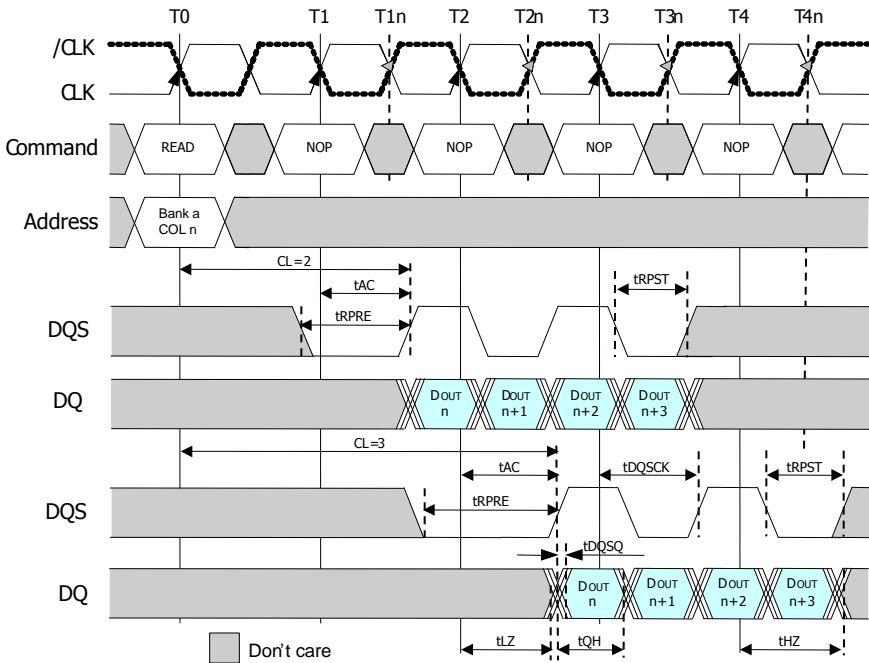 T0 T1 T1n T2 T2n T3 T3n T4 T4n
/CLK
CLK
Command READ NOP NOP NOP NOP
Address Bank a
COL n
CL=2
tAC tRPST
tRPRE
DQS
DQ DOUT n DOUT n+1 DOUT n+2 DOUT n+3
CL=3
tAC tDQSCK tRPST
tRPRE
DQS
tDQSQ
DQ DOUT n DOUT n+1 DOUT n+2 DOUT n+3
tLZ tQH tHZ
Don't care